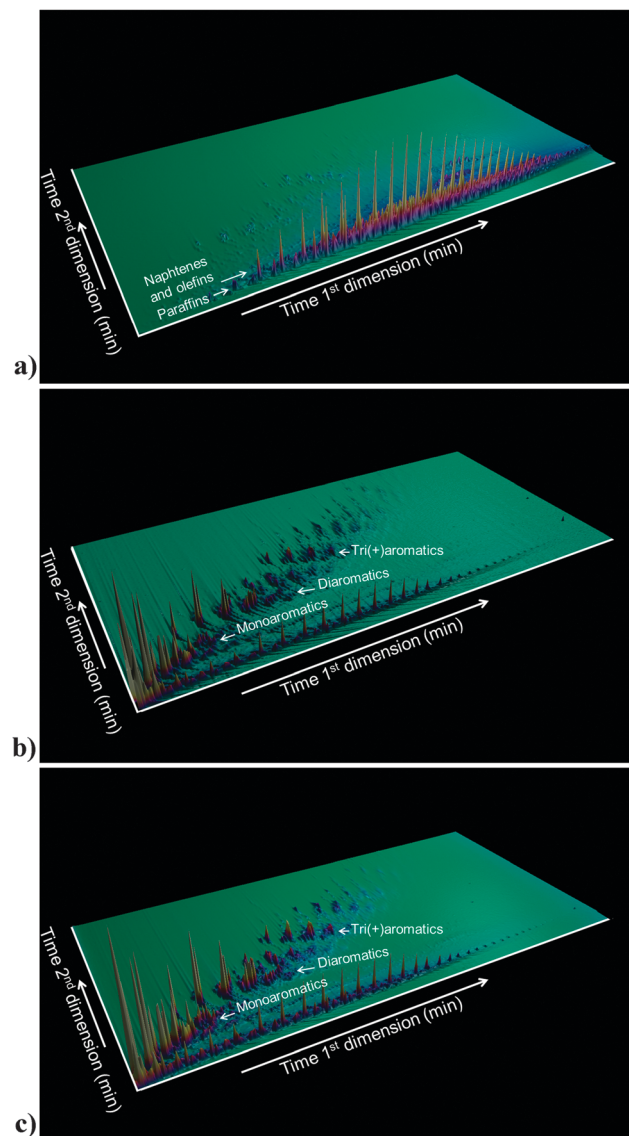 Time 2nd dimension (min)
Naphtenes
and olefins
Paraffins
Time 1st dimension (min)
a)
Tri(+)aromatics
Diaromatics
Monoaromatics
Time 2nd dimension (min)
Time 1st dimension (min)
b)
Tri(+)aromatics
Diaromatics
Monoaromatics
Time 2nd dimension (min)
Time 1st dimension (min)
c)